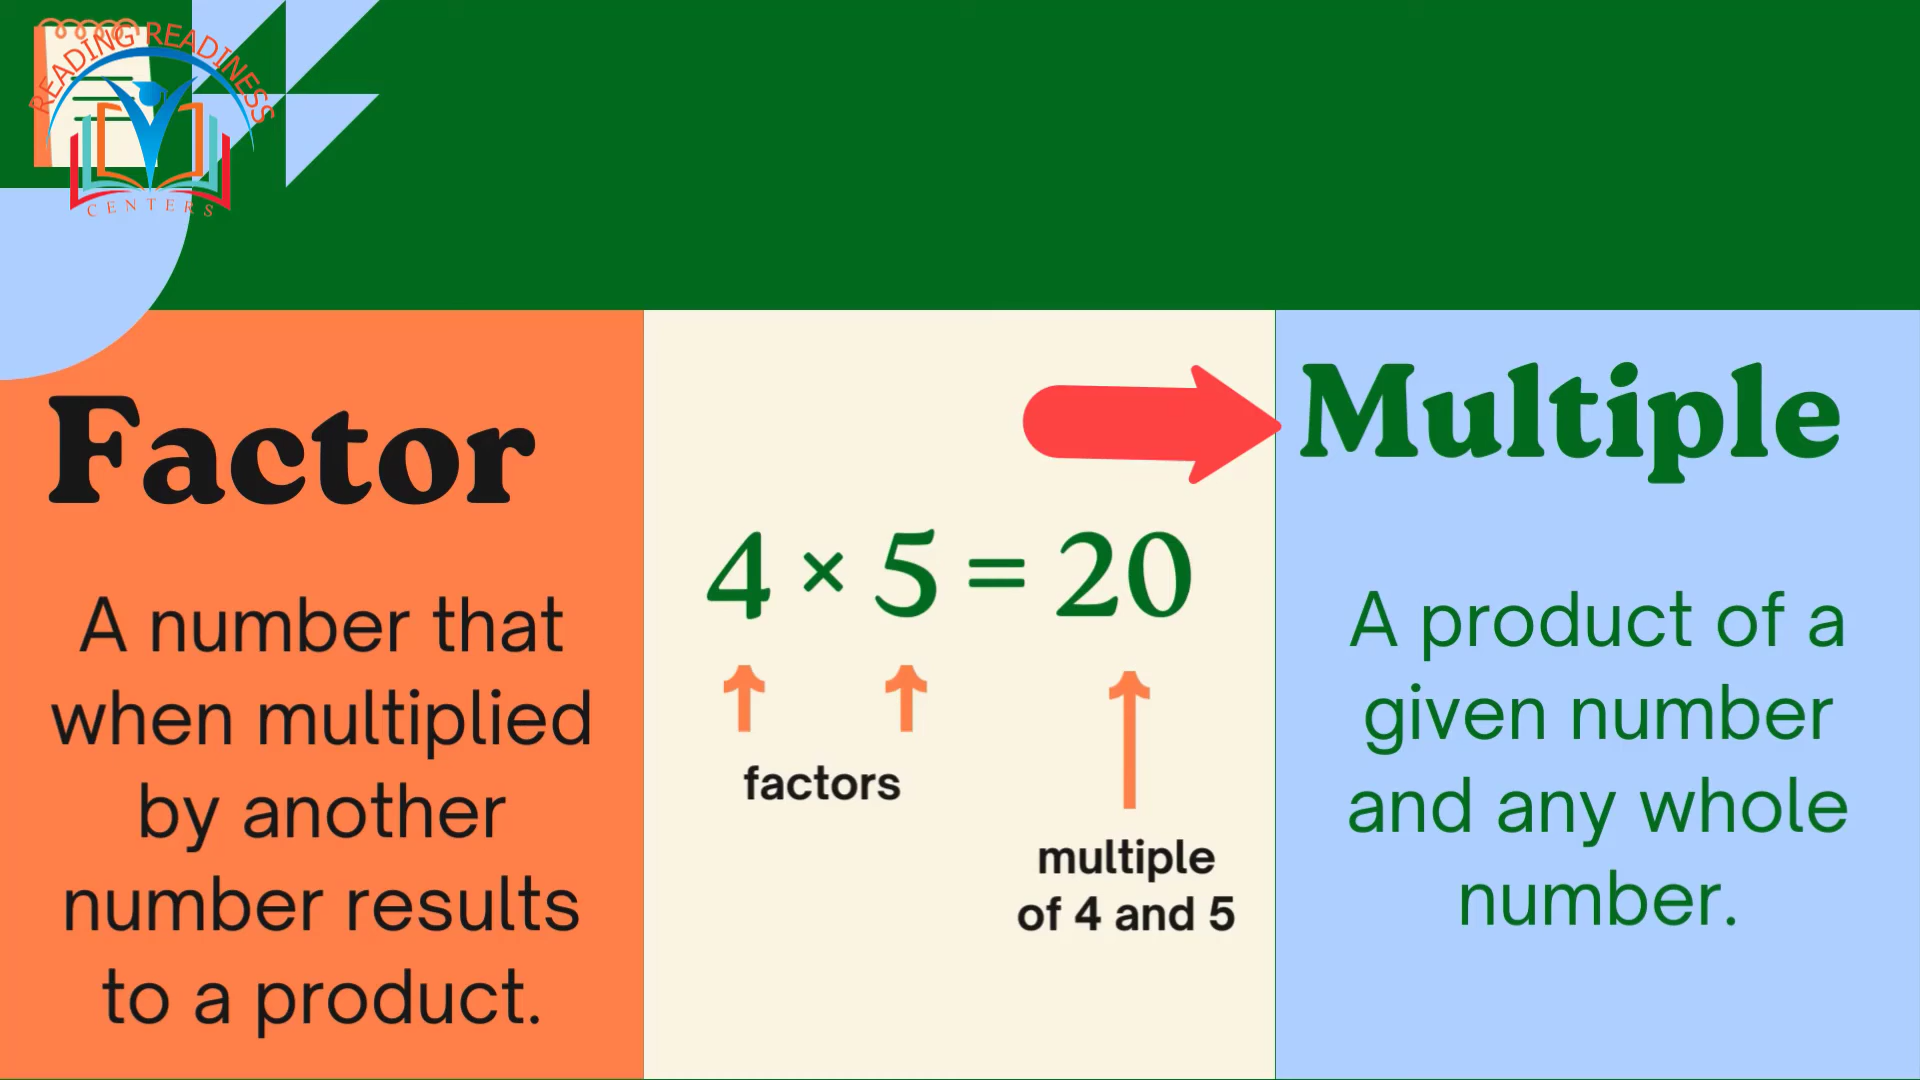 READING READINESS
CENTERS
Factor
A number that
when multiplied
by another
number results
to a product.
4 × 5 = 20
factors
multiple
of 4 and 5
Multiple
A product of a
given number
and any whole
number.